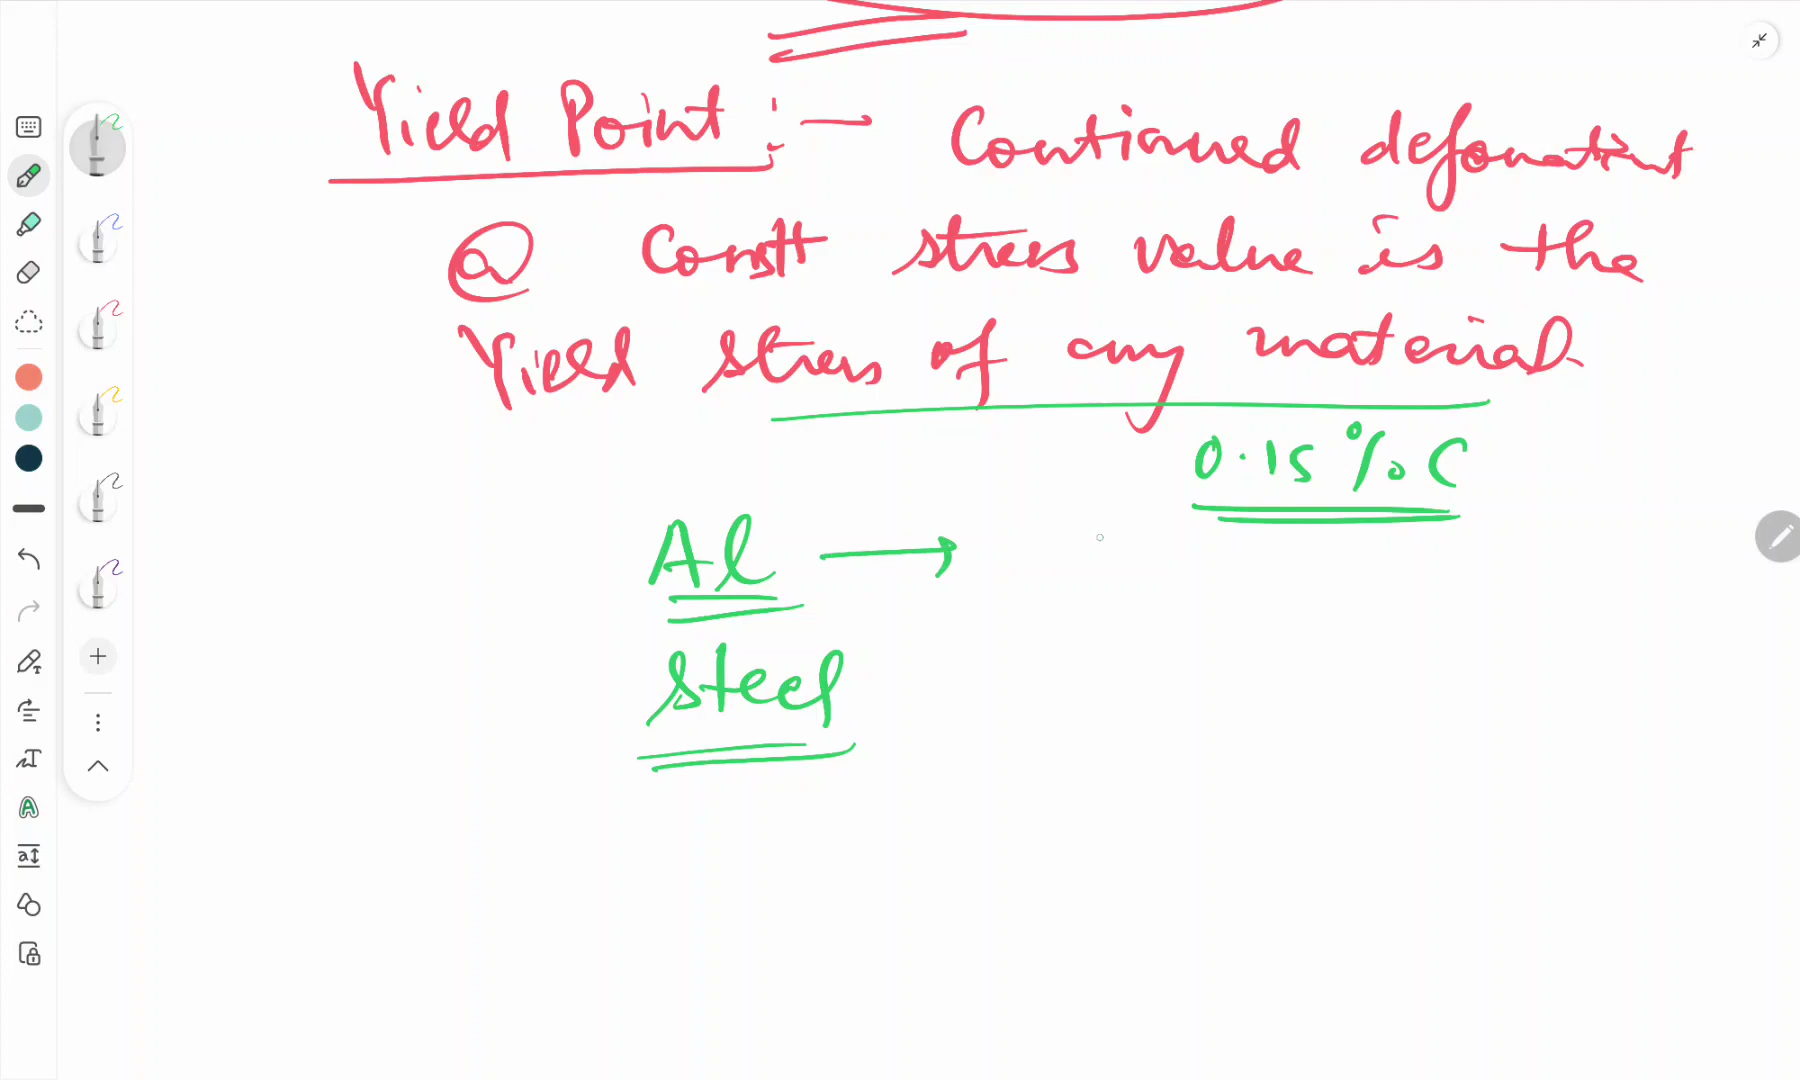 Yield Point :→ Continued deformation
@ Constt stress value is the
Yield stress of any material.
0.15 % C
Al →
Steel